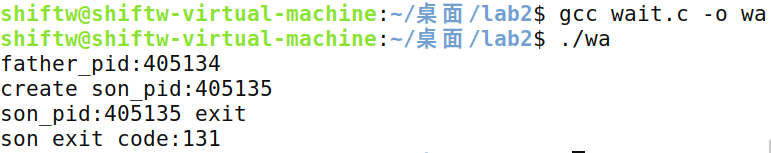 shiftw@shiftw-virtual-machine:~/桌面/lab2$ gcc wait.c -o wa
shiftw@shiftw-virtual-machine:~/桌面/lab2$ ./wa
father_pid:405134
create son_pid:405135
son_pid:405135 exit
son exit code:131